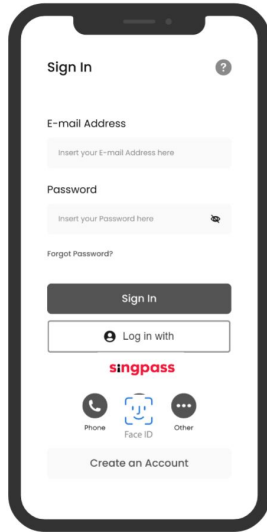 Sign In
?
E-mail Address
Insert your E-mail Address here
Password
Insert your Password here
Forgot Password?
Sign In
Log in with
singpass
Phone
Face ID
Other
Create an Account